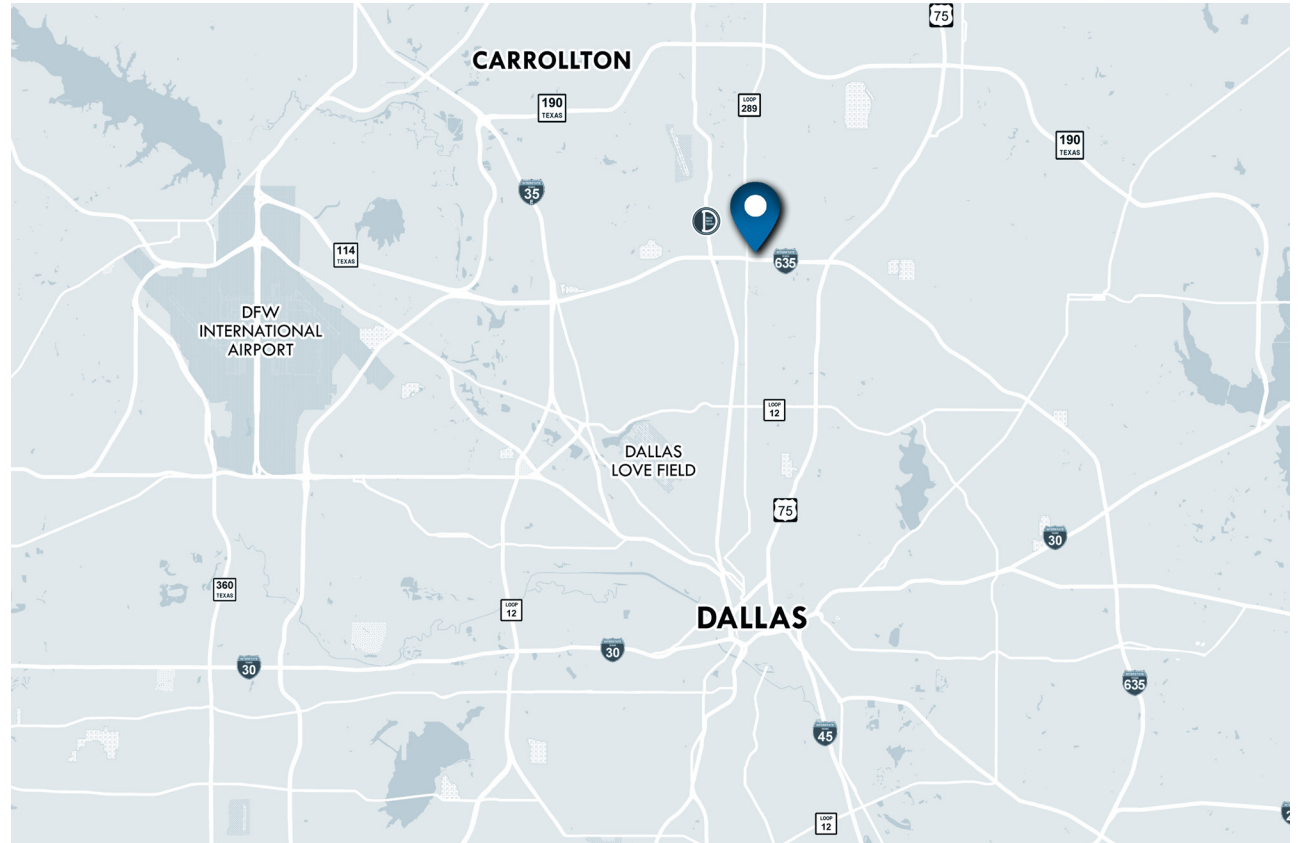 75
CARROLLTON
190
TEXAS
LOOP
289
190
TEXAS
35
114
TEXAS
635
DFW
INTERNATIONAL
AIRPORT
LOOP
12
DALLAS
LOVE FIELD
75
30
360
TEXAS
LOOP
12
DALLAS
30
30
635
45
LOOP
12